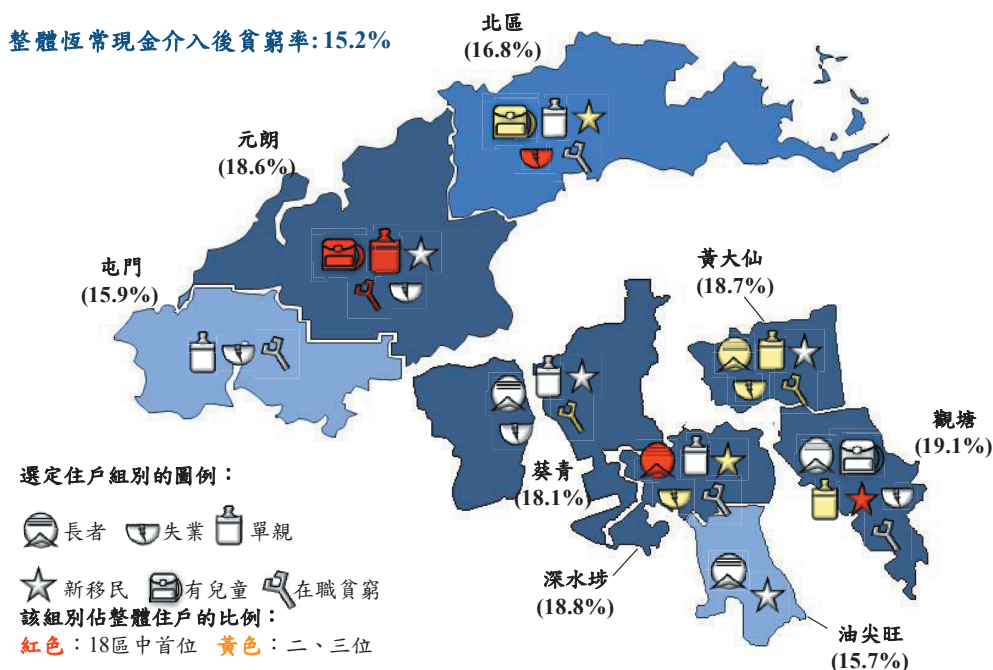 整體恆常現金介入後貧窮率: 15.2%
北區
(16.8%)
元朗
(18.6%)
屯門
(15.9%)
黃大仙
(18.7%)
觀塘
(19.1%)
葵青
(18.1%)
深水埗
(18.8%)
油尖旺
(15.7%)
選定住戶組別的圖例：
長者 失業 單親
新移民 有兒童 在職貧窮
該組別佔整體住戶的比例：
紅色：18區中首位 黃色：二、三位